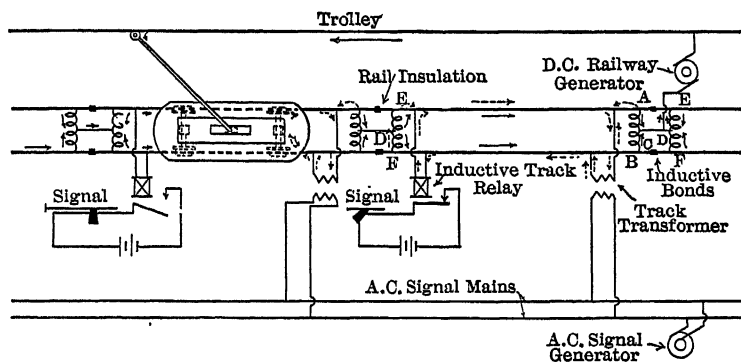 Trolley
Rail Insulation
D.C. Railway
Generator
E
A
E
D
C
D
F
B
F
Signal
Signal
Inductive Track
Relay
Inductive
Bonds
Track
Transformer
A.C. Signal Mains
A.C. Signal
Generator